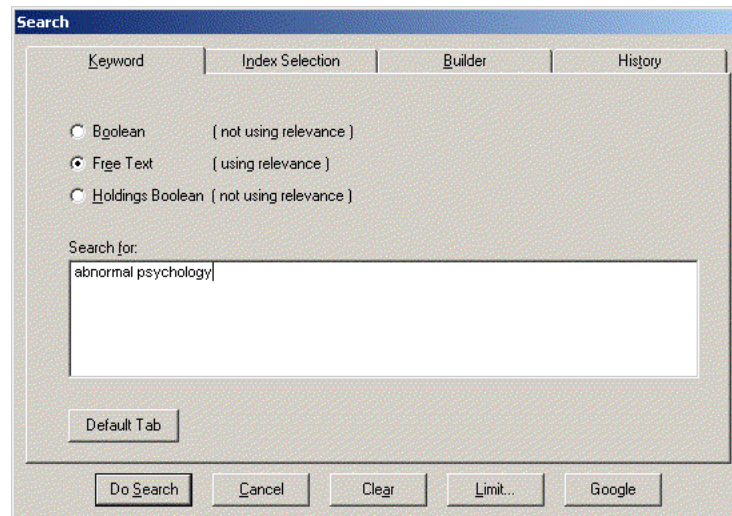 Search
Keyword Index Selection Builder History
Boolean ( not using relevance )
Free Text ( using relevance )
Holdings Boolean ( not using relevance )
Search for:
abnormal psychology
Default Tab
Do Search Cancel Clear Limit... Google